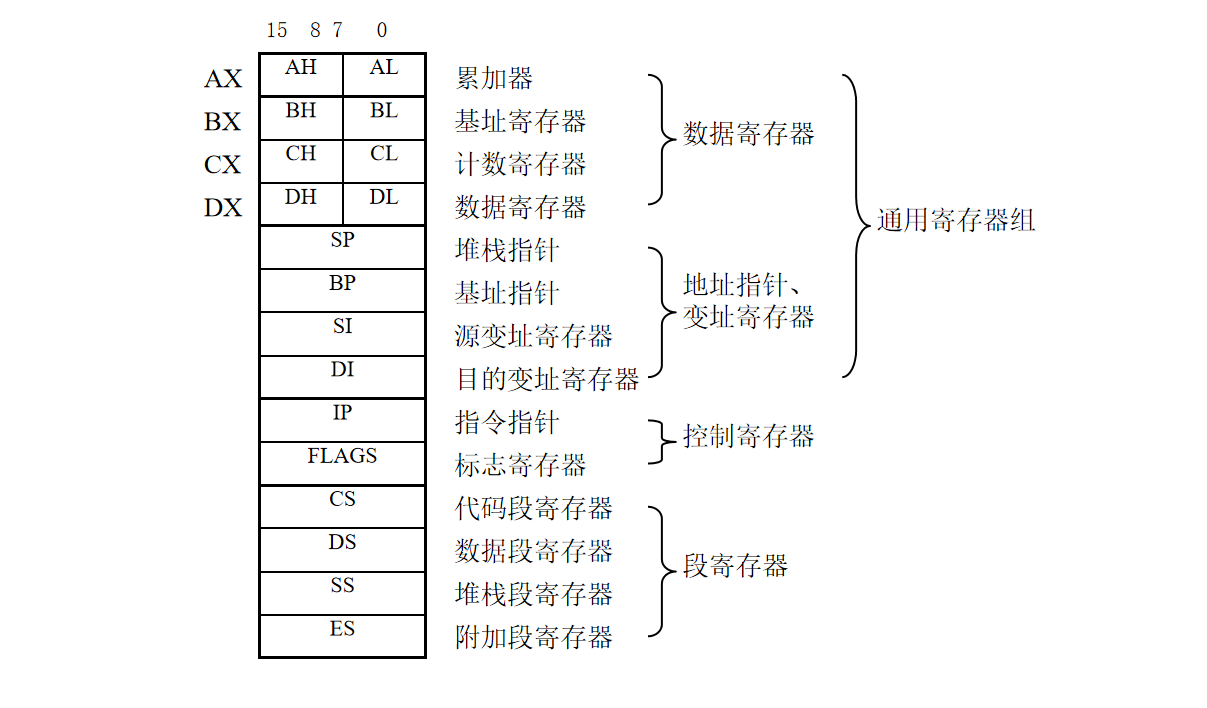 15 8 7 0
AX AH AL 累加器
BX BH BL 基址寄存器
数据寄存器
CX CH CL 计数寄存器
DX DH DL 数据寄存器
通用寄存器组
SP 堆栈指针
BP 基址指针
地址指针、
变址寄存器
SI 源变址寄存器
DI 目的变址寄存器
IP 指令指针
控制寄存器
FLAGS 标志寄存器
CS 代码段寄存器
DS 数据段寄存器
段寄存器
SS 堆栈段寄存器
ES 附加段寄存器